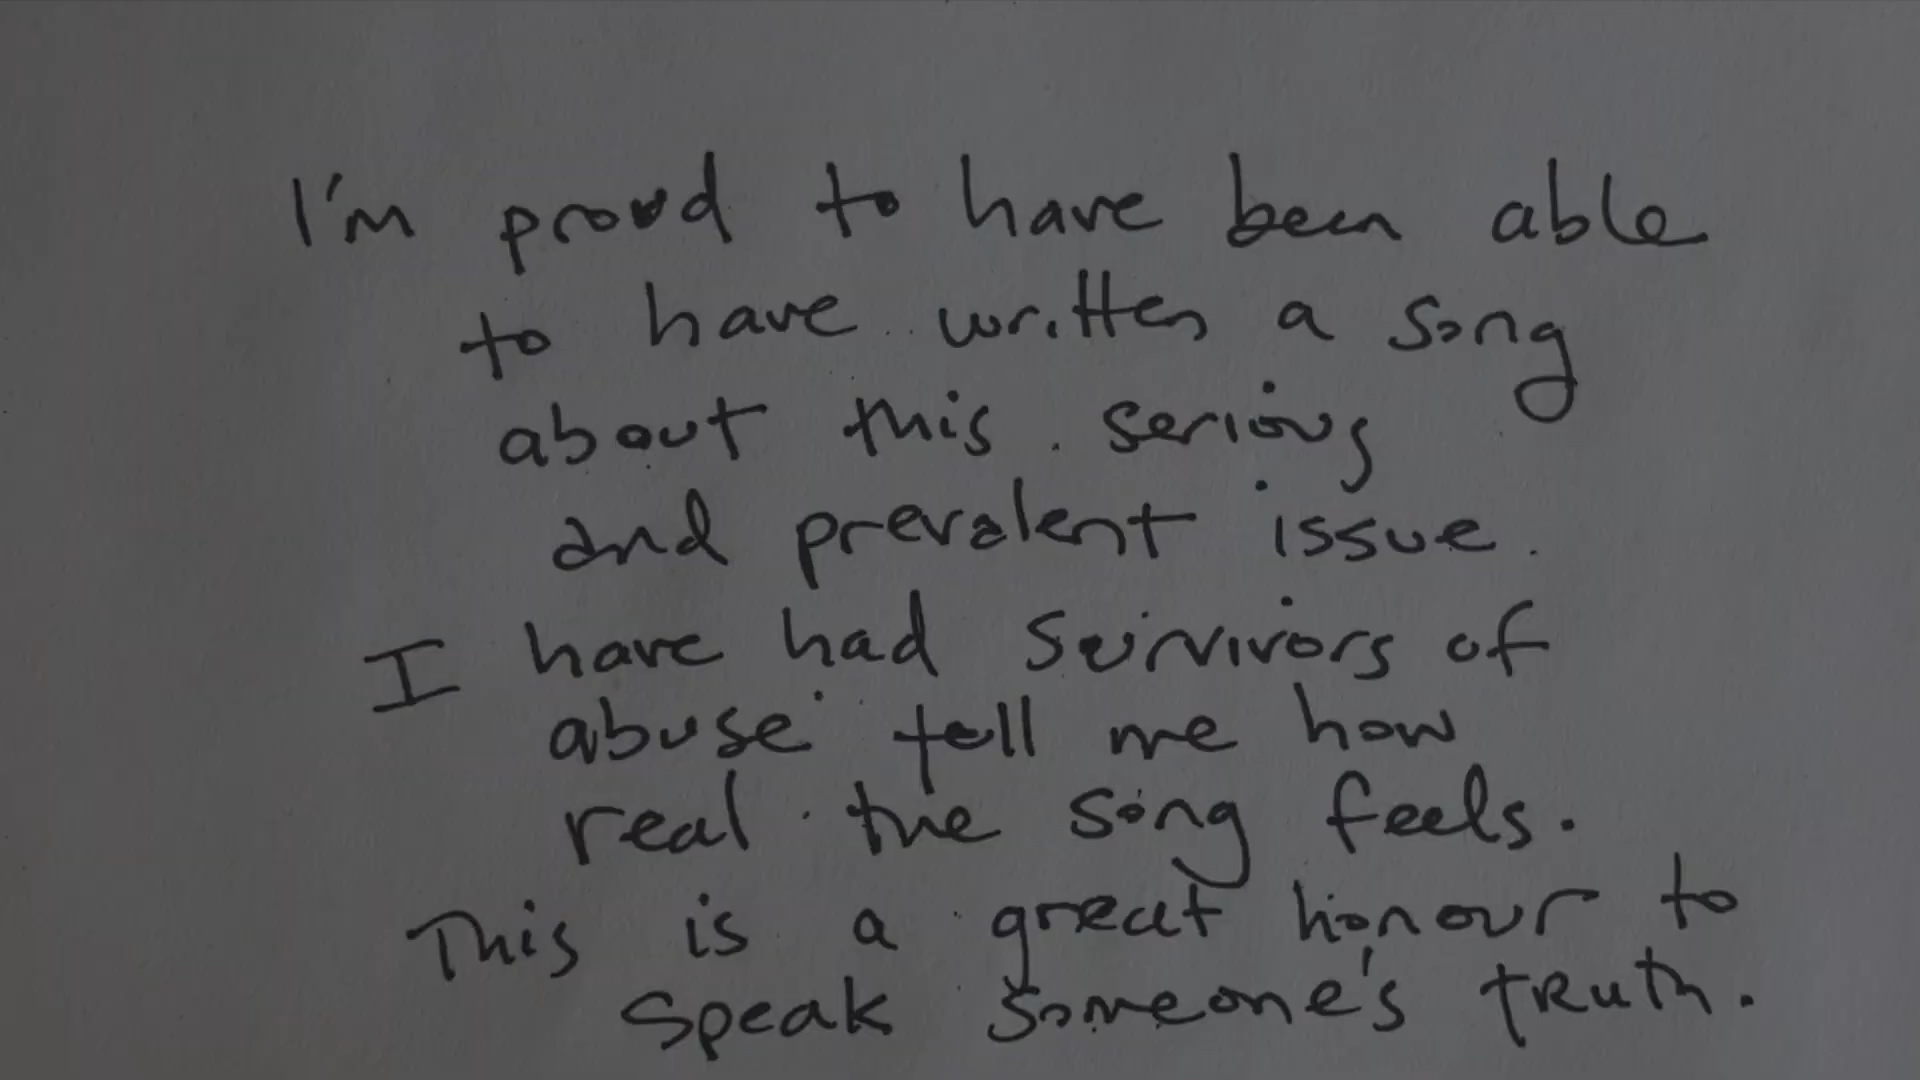 I'm proud to have been able
to have written a song
about this serious
and prevalent issue.
I have had survivors of
abuse tell me how
real the song feels.
This is a great honour to
speak someone's truth.